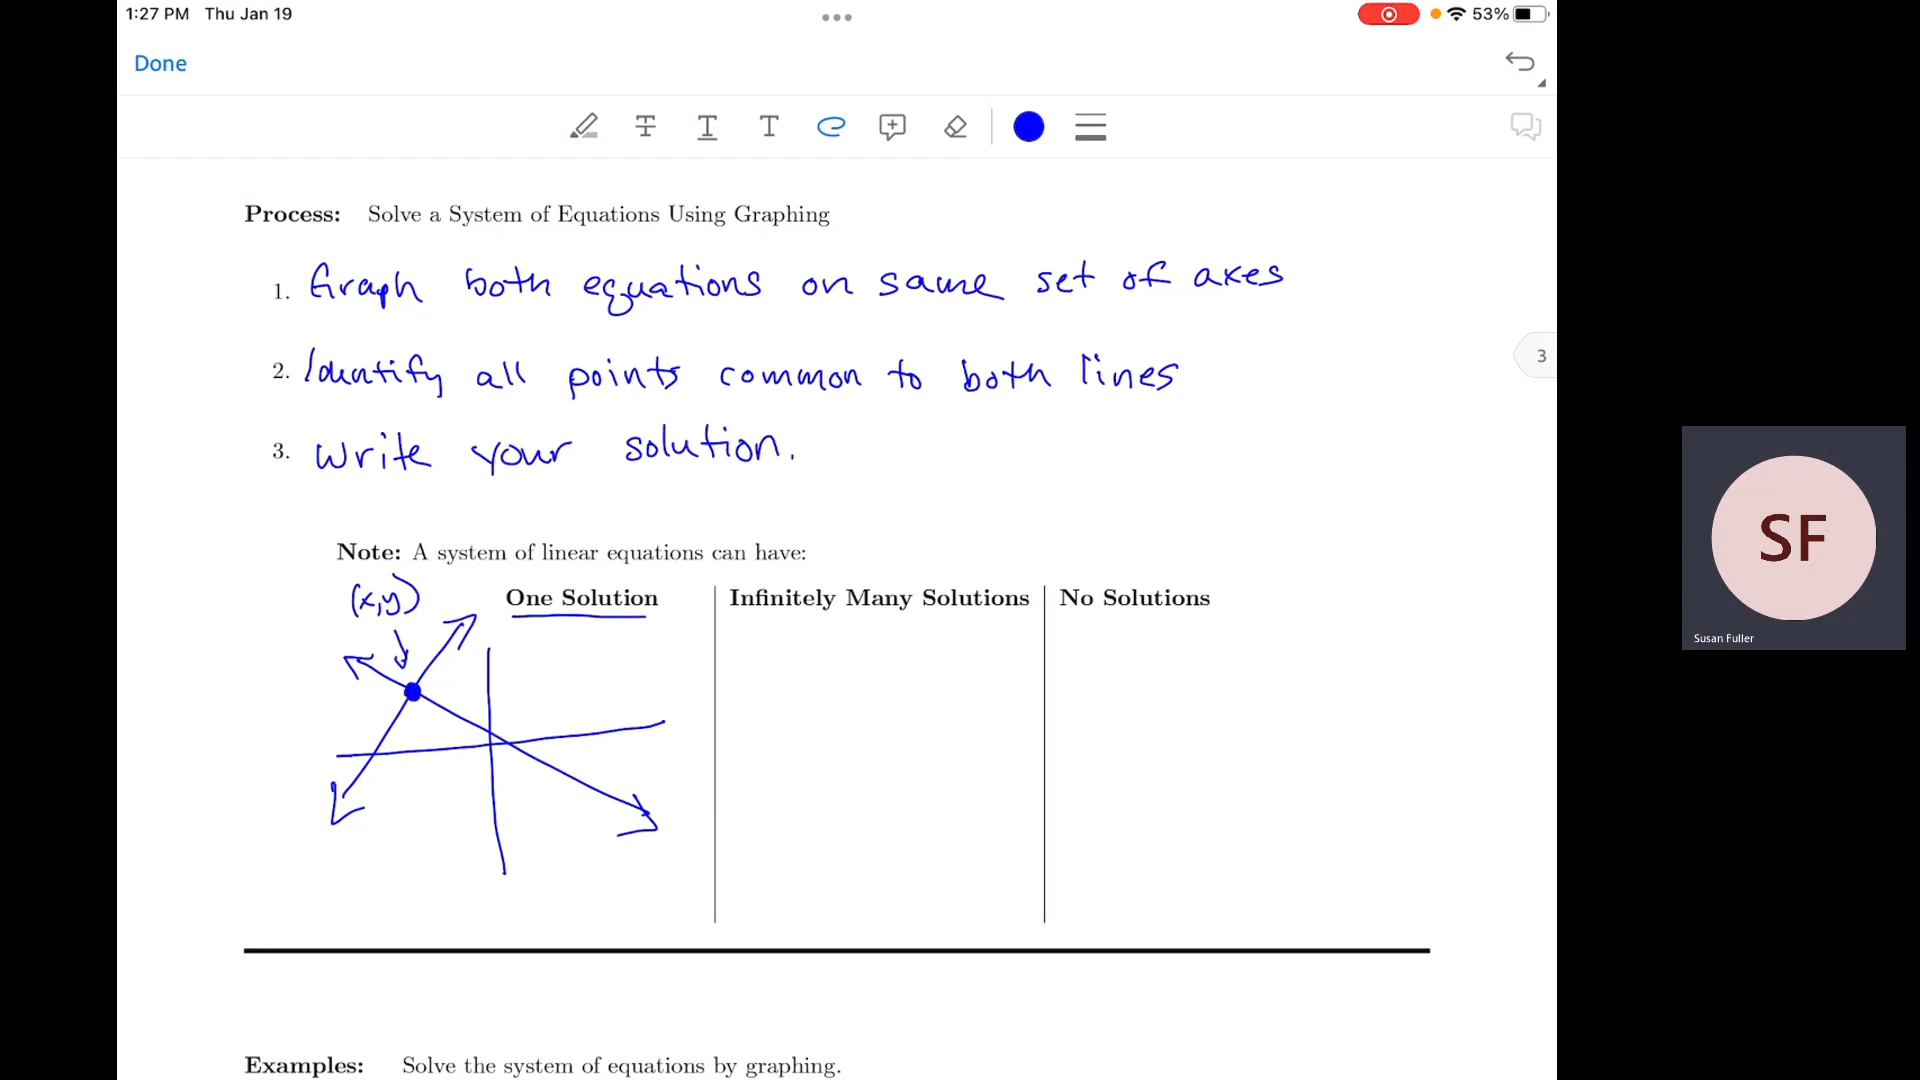 1:27 PM Thu Jan 19
53%
Done
Process: Solve a System of Equations Using Graphing
1. Graph both equations on same set of axes
2. Identify all points common to both lines
3. Write your solution.
3
Note: A system of linear equations can have:
(x,y)
One Solution
Infinitely Many Solutions
No Solutions
Examples: Solve the system of equations by graphing.
SF
Susan Fuller